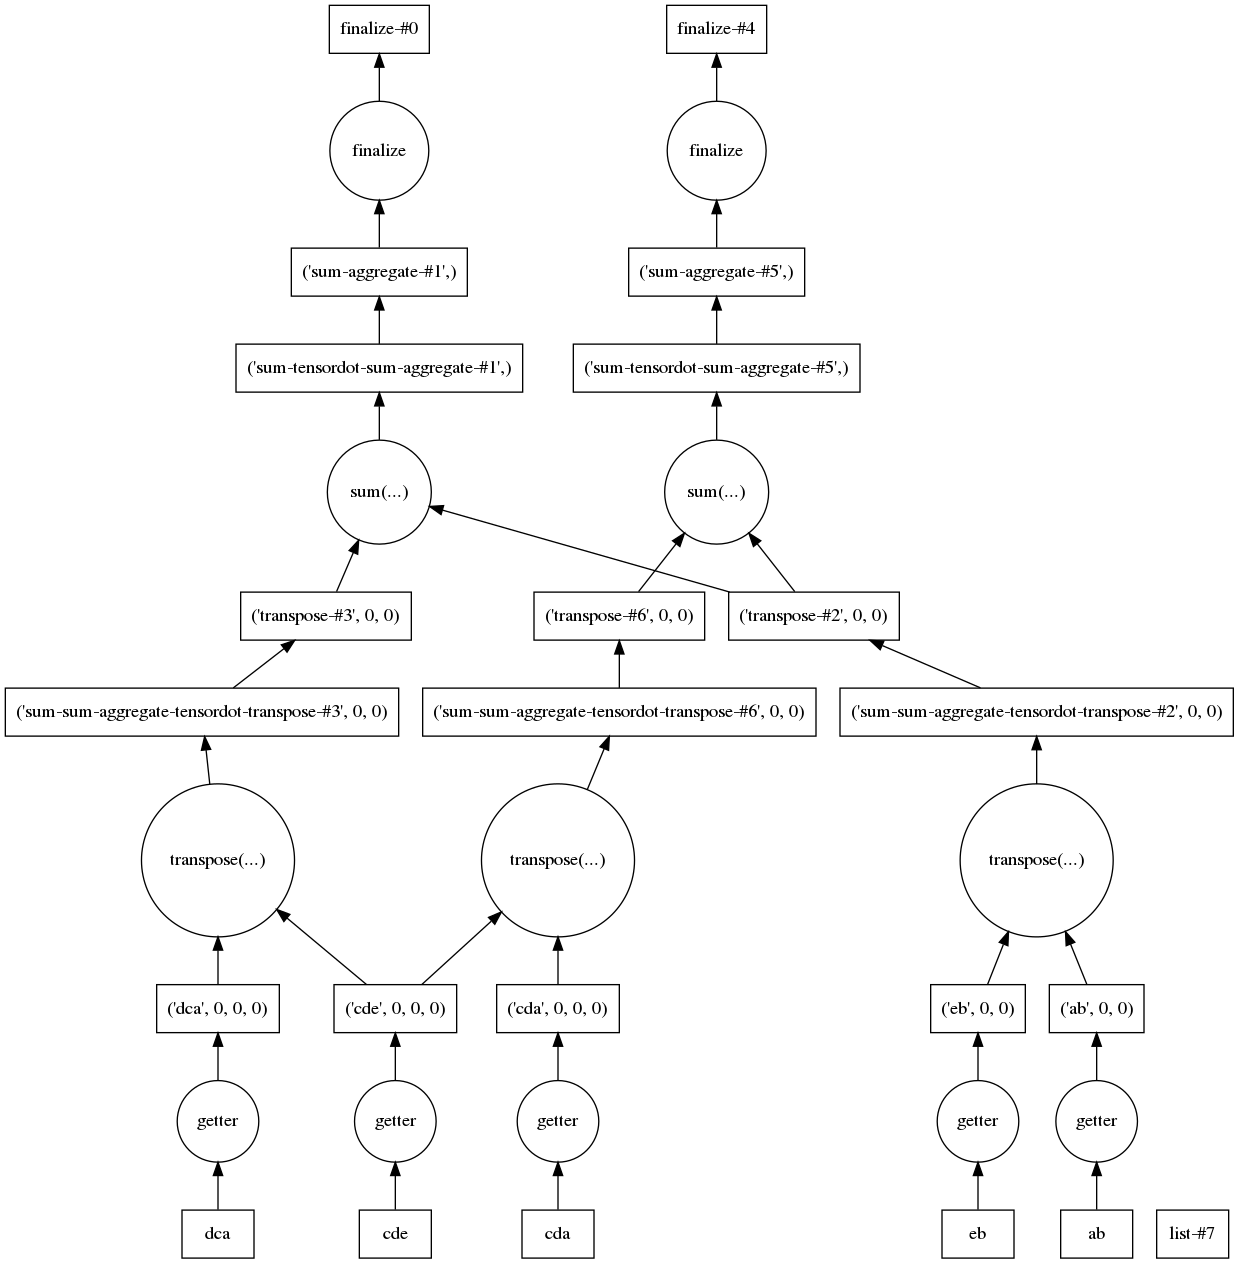 finalize-#0
finalize-#4
finalize
finalize
('sum-aggregate-#1',)
('sum-aggregate-#5',)
('sum-tensordot-sum-aggregate-#1',)
('sum-tensordot-sum-aggregate-#5',)
sum(...)
sum(...)
('transpose-#3', 0, 0)
('transpose-#6', 0, 0)
('transpose-#2', 0, 0)
('sum-sum-aggregate-tensordot-transpose-#3', 0, 0)
('sum-sum-aggregate-tensordot-transpose-#6', 0, 0)
('sum-sum-aggregate-tensordot-transpose-#2', 0, 0)
transpose(...)
transpose(...)
transpose(...)
('dca', 0, 0, 0)
('cde', 0, 0, 0)
('cda', 0, 0, 0)
('eb', 0, 0)
('ab', 0, 0)
getter
getter
getter
getter
getter
dca
cde
cda
eb
ab
list-#7